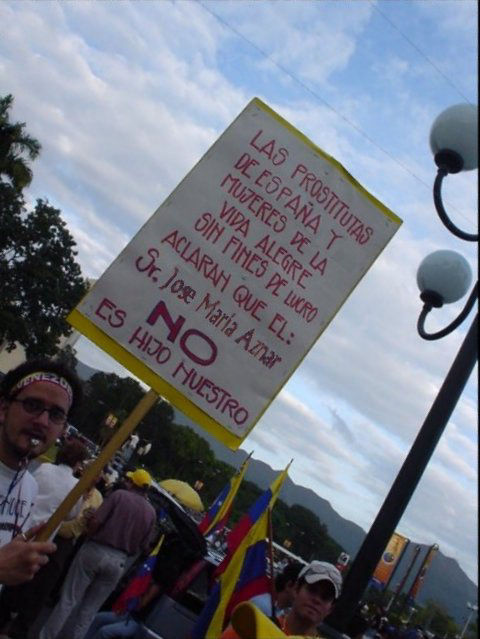 LAS PROSTITUTAS
DE ESPAÑA Y
MUJERES DE LA
VIDA ALEGRE
SIN FINES DE LUCRO
ACLARAN QUE EL:
Sr. Jose Maria Aznar
NO
ES HIJO NUESTRO